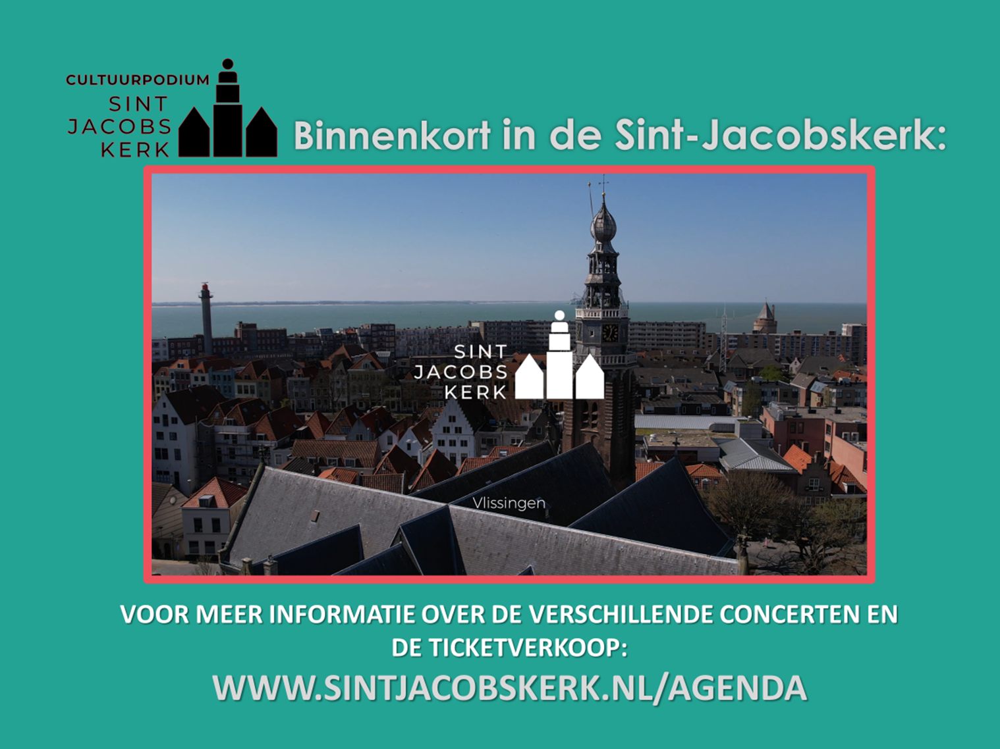 CULTUURPODIUM
SINT
JACOBS
KERK
Binnenkort in de Sint-Jacobskerk:
SINT
JACOBS
KERK
Vlissingen
VOOR MEER INFORMATIE OVER DE VERSCHILLENDE CONCERTEN EN
DE TICKETVERKOOP:
WWW.SINTJACOBSKERK.NL/AGENDA